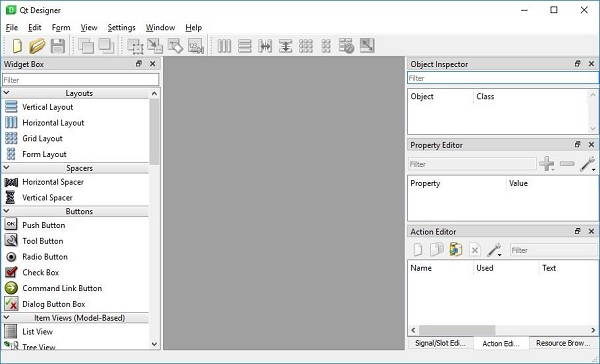 Qt Designer
File Edit Form View Settings Window Help
Widget Box
Filter
Layouts
Vertical Layout
Horizontal Layout
Grid Layout
Form Layout
Spacers
Horizontal Spacer
Vertical Spacer
Buttons
Push Button
Tool Button
Radio Button
Check Box
Command Link Button
Dialog Button Box
Item Views (Model-Based)
List View
Tree View
Object Inspector
Filter
Object Class
Property Editor
Filter
Property Value
Action Editor
Filter
Name Used Text
Signal/Slot Edi... Action Edi... Resource Brow...